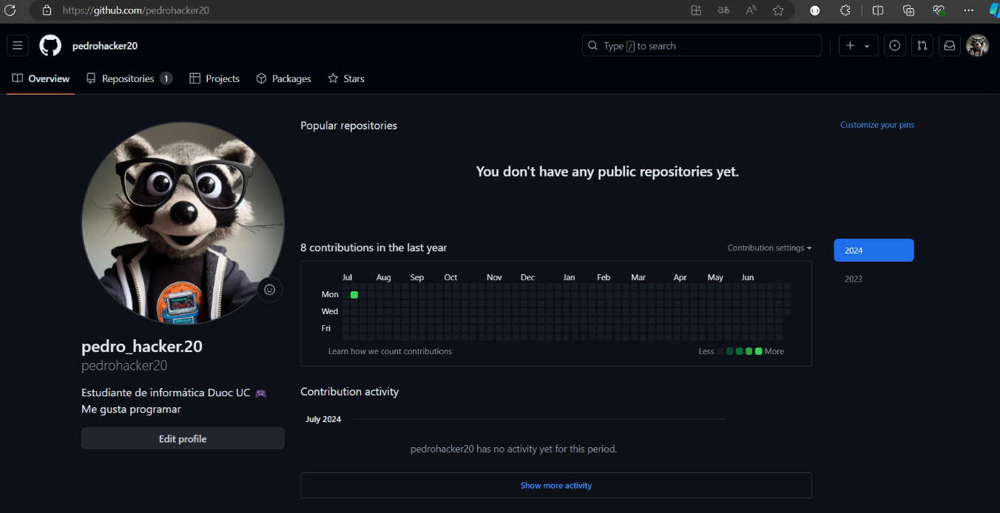 https://github.com/pedrohacker20
pedrohacker20
Type / to search
Overview
Repositories 1
Projects
Packages
Stars
Popular repositories
Customize your pins
You don't have any public repositories yet.
8 contributions in the last year
Contribution settings
2024
2023
Jul Aug Sep Oct Nov Dec Jan Feb Mar Apr May Jun
Mon
Wed
Fri
Learn how we count contributions
Less More
pedro_hacker.20
pedrohacker20
Estudiante de informática Duoc UC 🎮
Me gusta programar
Edit profile
Contribution activity
July 2024
pedrohacker20 has no activity yet for this period.
Show more activity